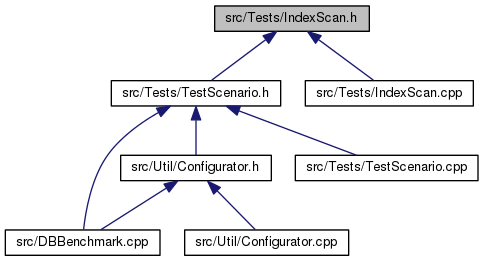 src/Tests/IndexScan.h
src/Tests/TestScenario.h
src/Tests/IndexScan.cpp
src/Util/Configurator.h
src/Tests/TestScenario.cpp
src/DBBenchmark.cpp
src/Util/Configurator.cpp